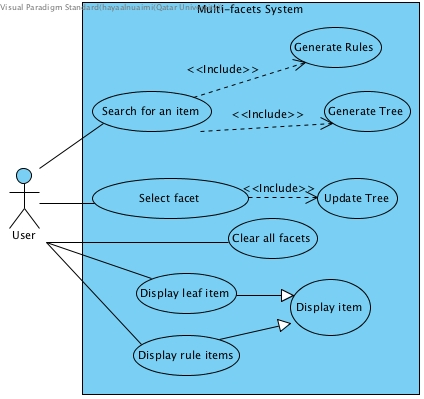 Visual Paradigm Standard(hayaalnuaimi(Qatar Univ
Multi-facets System
Generate Rules
<<Include>>
Search for an item
<<Include>>
Generate Tree
Select facet
<<Include>>
Update Tree
User
Clear all facets
Display leaf item
Display item
Display rule items